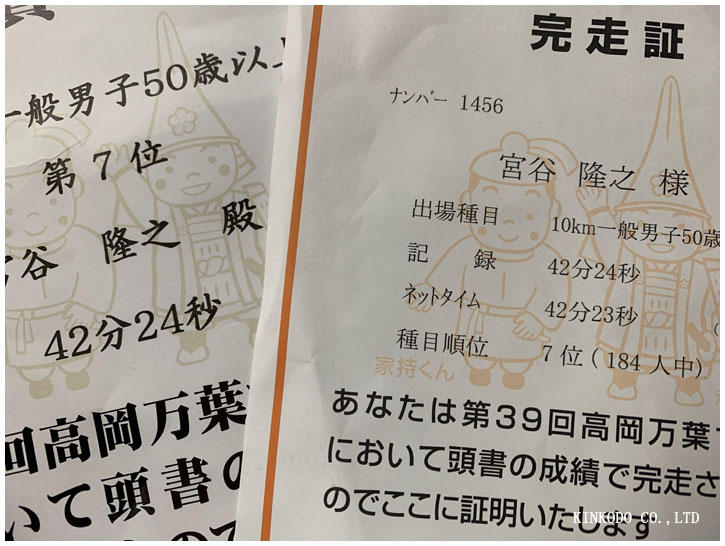 一般男子50歳以上
第 7 位
宮谷 隆之 殿
42分24秒
回高岡万葉
いて頭書の
完走証
ナンバー 1456
宮谷 隆之 様
出場種目 10km一般男子50歳
記 録 42分24秒
ネットタイム 42分23秒
種目順位 7 位 ( 184 人中)
家持くん
あなたは第39回高岡万葉
において頭書の成績で完走さ
のでここに証明いたします
KINKODO CO.,LTD